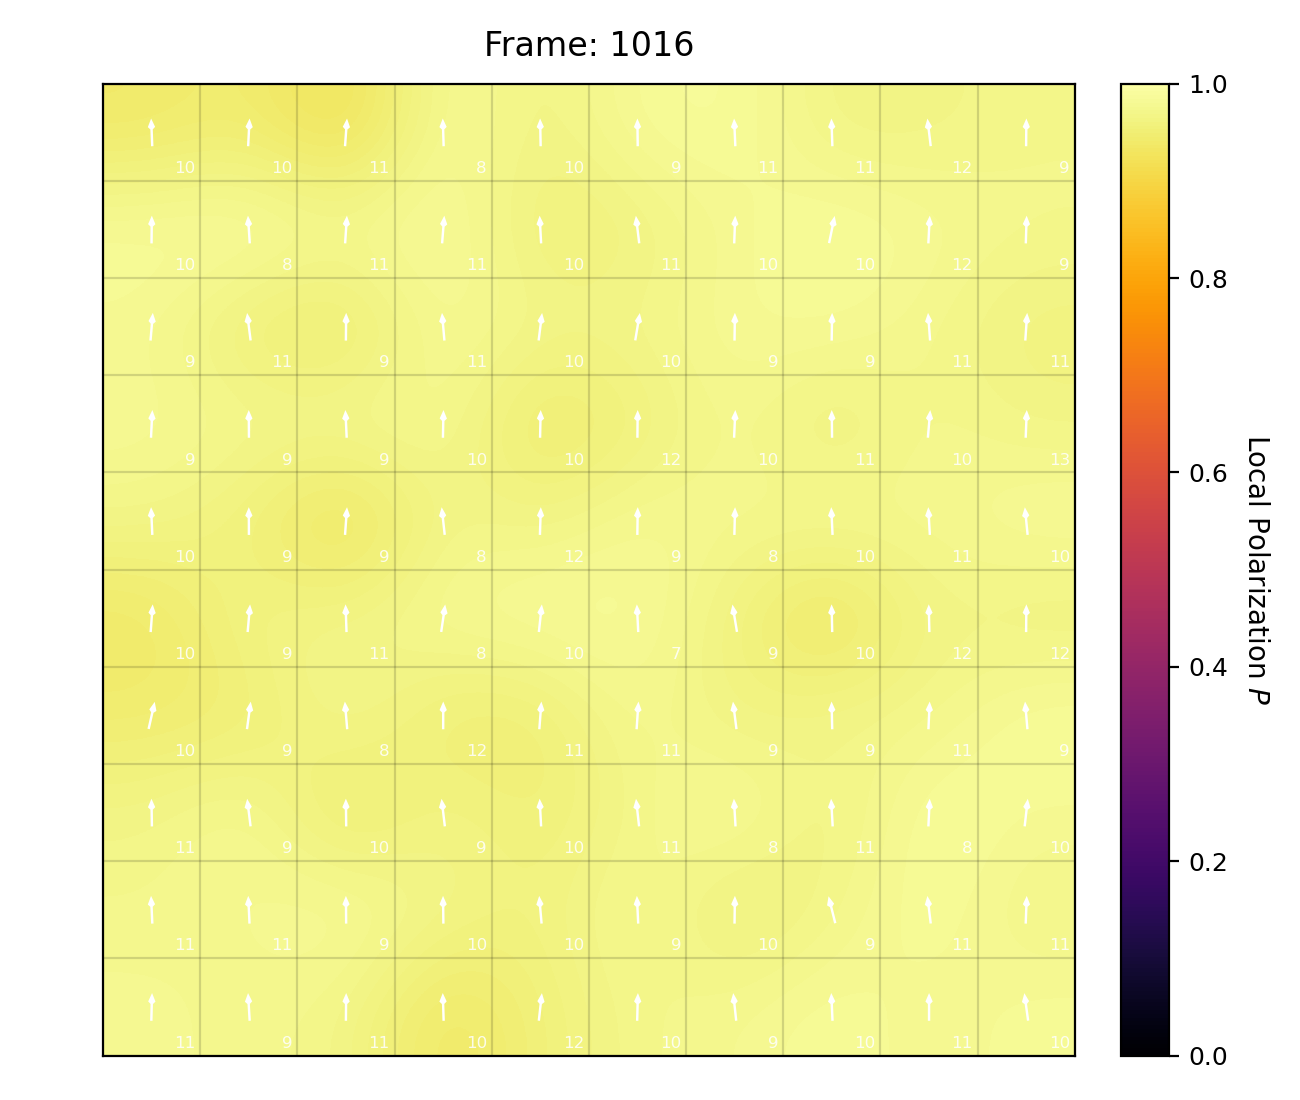 Frame: 1016
10 10 11 8 10 9 11 11 12 9
10 8 11 11 10 11 10 10 12 9
9 11 9 11 10 10 9 9 11 11
9 9 9 10 10 12 10 11 10 13
10 9 9 8 12 9 8 10 11 10
10 9 11 8 10 7 9 10 12 12
10 9 8 12 11 11 9 9 11 9
11 9 10 9 10 11 8 11 8 10
11 11 9 10 10 9 10 9 11 11
11 9 11 10 12 10 9 10 11 10
1.0
0.8
0.6
0.4
0.2
0.0
Local Polarization P